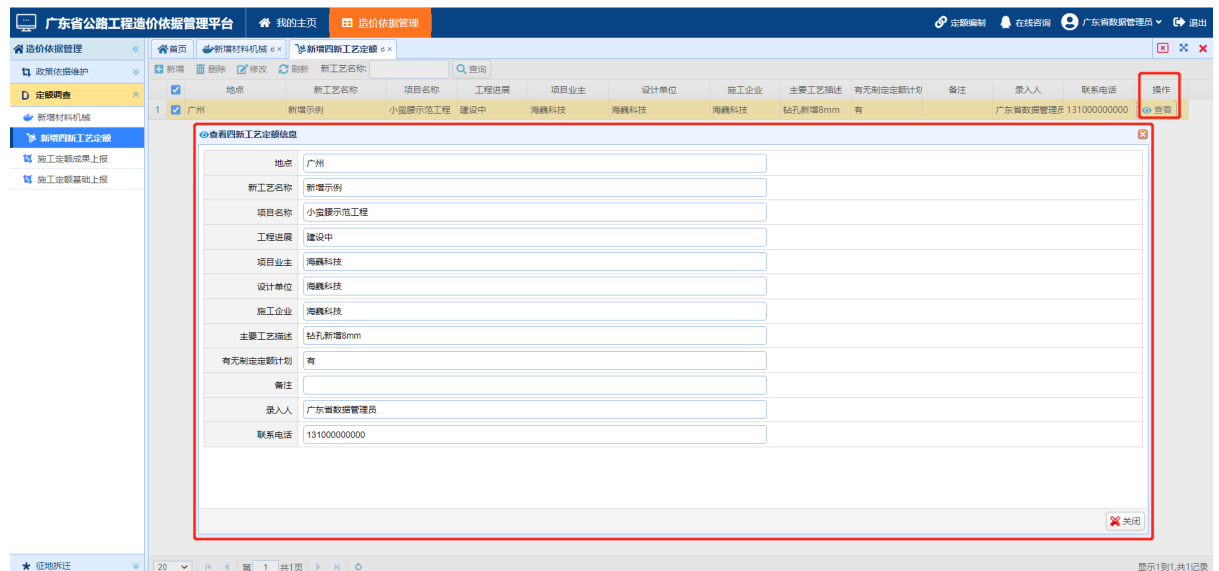 广东省公路工程造价依据管理平台 我的主页 造价依据管理 定额编制 在线咨询 广东省数据管理员 退出
造价依据管理 首页 新增材料机械 新增四新工艺定额
政策依据维护 新增 删除 修改 刷新 新工艺名称: 查询
定额调查 地点 新工艺名称 项目名称 工程进展 项目业主 设计单位 施工企业 主要工艺描述 有无制定定额计划 备注 录入人 联系电话 操作
新增材料机械 1 广州 新增示例 小蛮腰示范工程 建设中 海巍科技 海巍科技 海巍科技 钻孔新增8mm 有 广东省数据管理员 131000000000 查看
新增四新工艺定额
施工定额成果上报
施工定额基础上报
查看四新工艺定额信息
地点 广州
新工艺名称 新增示例
项目名称 小蛮腰示范工程
工程进展 建设中
项目业主 海巍科技
设计单位 海巍科技
施工企业 海巍科技
主要工艺描述 钻孔新增8mm
有无制定定额计划 有
备注
录入人 广东省数据管理员
联系电话 131000000000
关闭
征地拆迁 20 第 1 共1页 显示1到1,共1记录